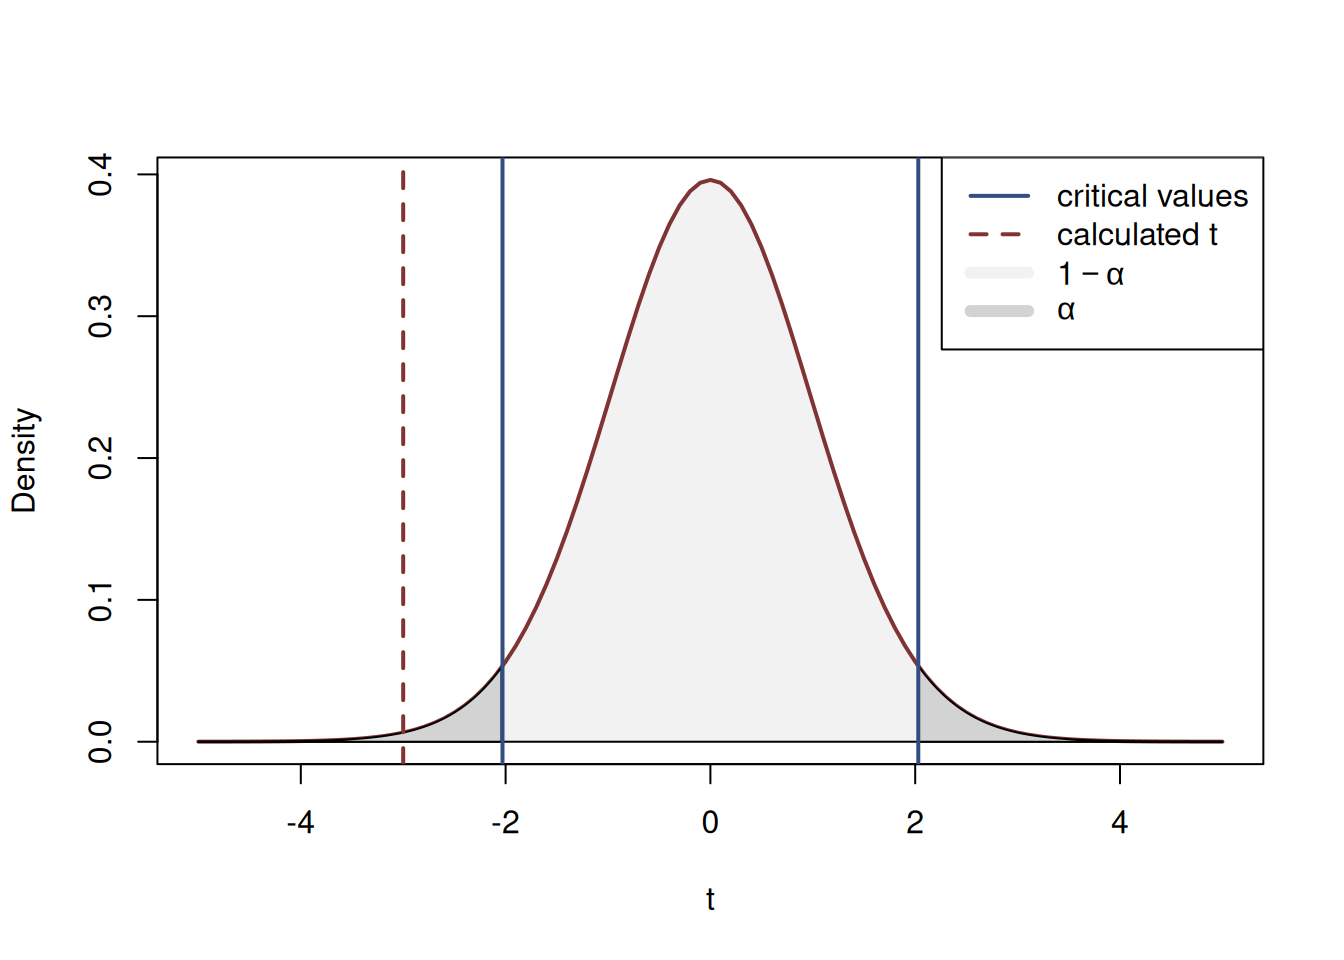 critical values
calculated t
1 − α
α
Density
0.0
0.1
0.2
0.3
0.4
-4
-2
0
2
4
t